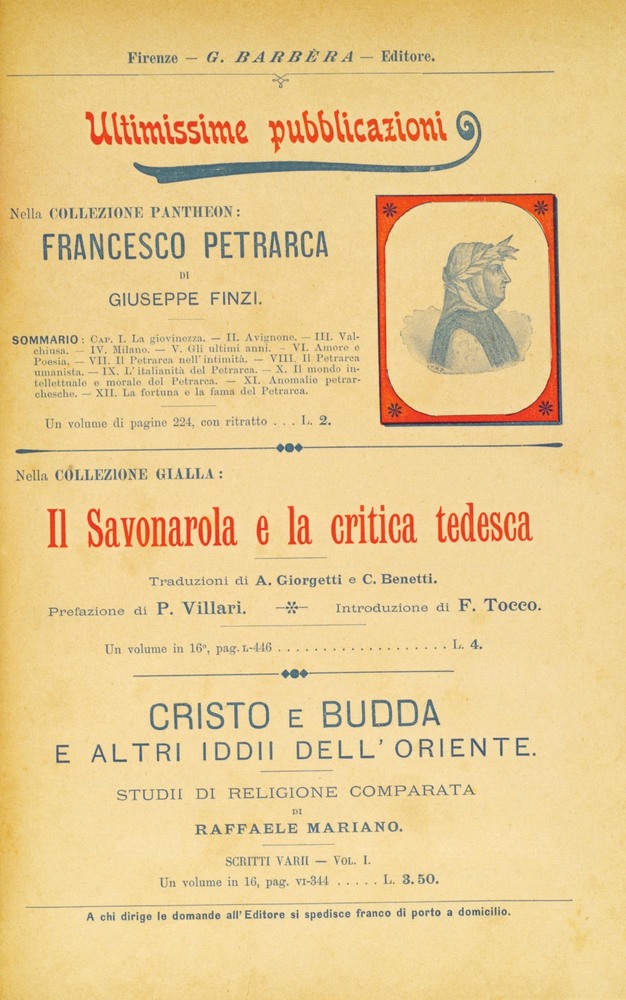 Firenze — G. BARBÈRA — Editore.
Ultimissime pubblicazioni
Nella COLLEZIONE PANTHEON:
FRANCESCO PETRARCA
DI
GIUSEPPE FINZI.
SOMMARIO: CAP. I. La giovinezza. — II. Avignone. — III. Val-
chiusa. — IV. Milano. — V. Gli ultimi anni. — VI. Amore e
Poesia. — VII. Il Petrarca nell'intimità. — VIII. Il Petrarca
umanista. — IX. L'italianità del Petrarca. — X. Il mondo in-
tellettuale e morale del Petrarca. — XI. Anomalie petrar-
chesche. — XII. La fortuna e la fama del Petrarca.
Un volume di pagine 224, con ritratto . . . L. 2.
Nella COLLEZIONE GIALLA:
Il Savonarola e la critica tedesca
Traduzioni di A. Giorgetti e C. Benetti.
Prefazione di P. Villari. —*— Introduzione di F. Tocco.
Un volume in 16º, pag. L-446 . . . . . . . . . . . . . . . . . . . L. 4.
CRISTO E BUDDA
E ALTRI IDDII DELL'ORIENTE.
STUDII DI RELIGIONE COMPARATA
DI
RAFFAELE MARIANO.
SCRITTI VARII — VOL. I.
Un volume in 16, pag. VI-344 . . . . . L. 3.50.
A chi dirige le domande all'Editore si spedisce franco di porto a domicilio.